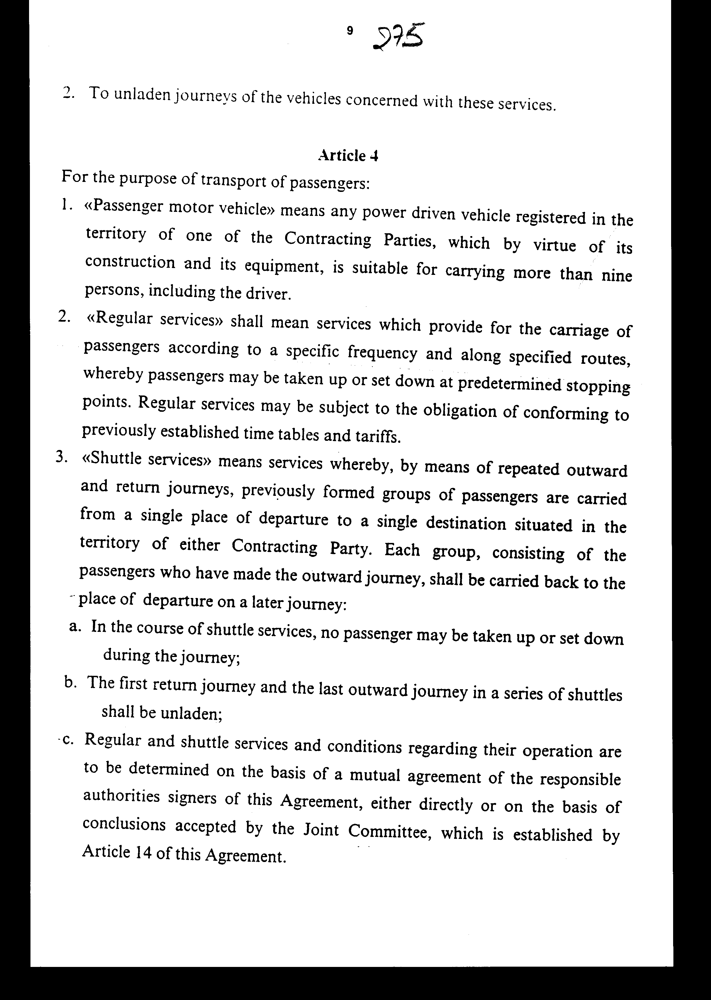 9 275
2. To unladen journeys of the vehicles concerned with these services.
Article 4
For the purpose of transport of passengers:
1. «Passenger motor vehicle» means any power driven vehicle registered in the
territory of one of the Contracting Parties, which by virtue of its
construction and its equipment, is suitable for carrying more than nine
persons, including the driver.
2. «Regular services» shall mean services which provide for the carriage of
passengers according to a specific frequency and along specified routes,
whereby passengers may be taken up or set down at predetermined stopping
points. Regular services may be subject to the obligation of conforming to
previously established time tables and tariffs.
3. «Shuttle services» means services whereby, by means of repeated outward
and return journeys, previously formed groups of passengers are carried
from a single place of departure to a single destination situated in the
territory of either Contracting Party. Each group, consisting of the
passengers who have made the outward journey, shall be carried back to the
place of departure on a later journey:
a. In the course of shuttle services, no passenger may be taken up or set down
during the journey;
b. The first return journey and the last outward journey in a series of shuttles
shall be unladen;
c. Regular and shuttle services and conditions regarding their operation are
to be determined on the basis of a mutual agreement of the responsible
authorities signers of this Agreement, either directly or on the basis of
conclusions accepted by the Joint Committee, which is established by
Article 14 of this Agreement.